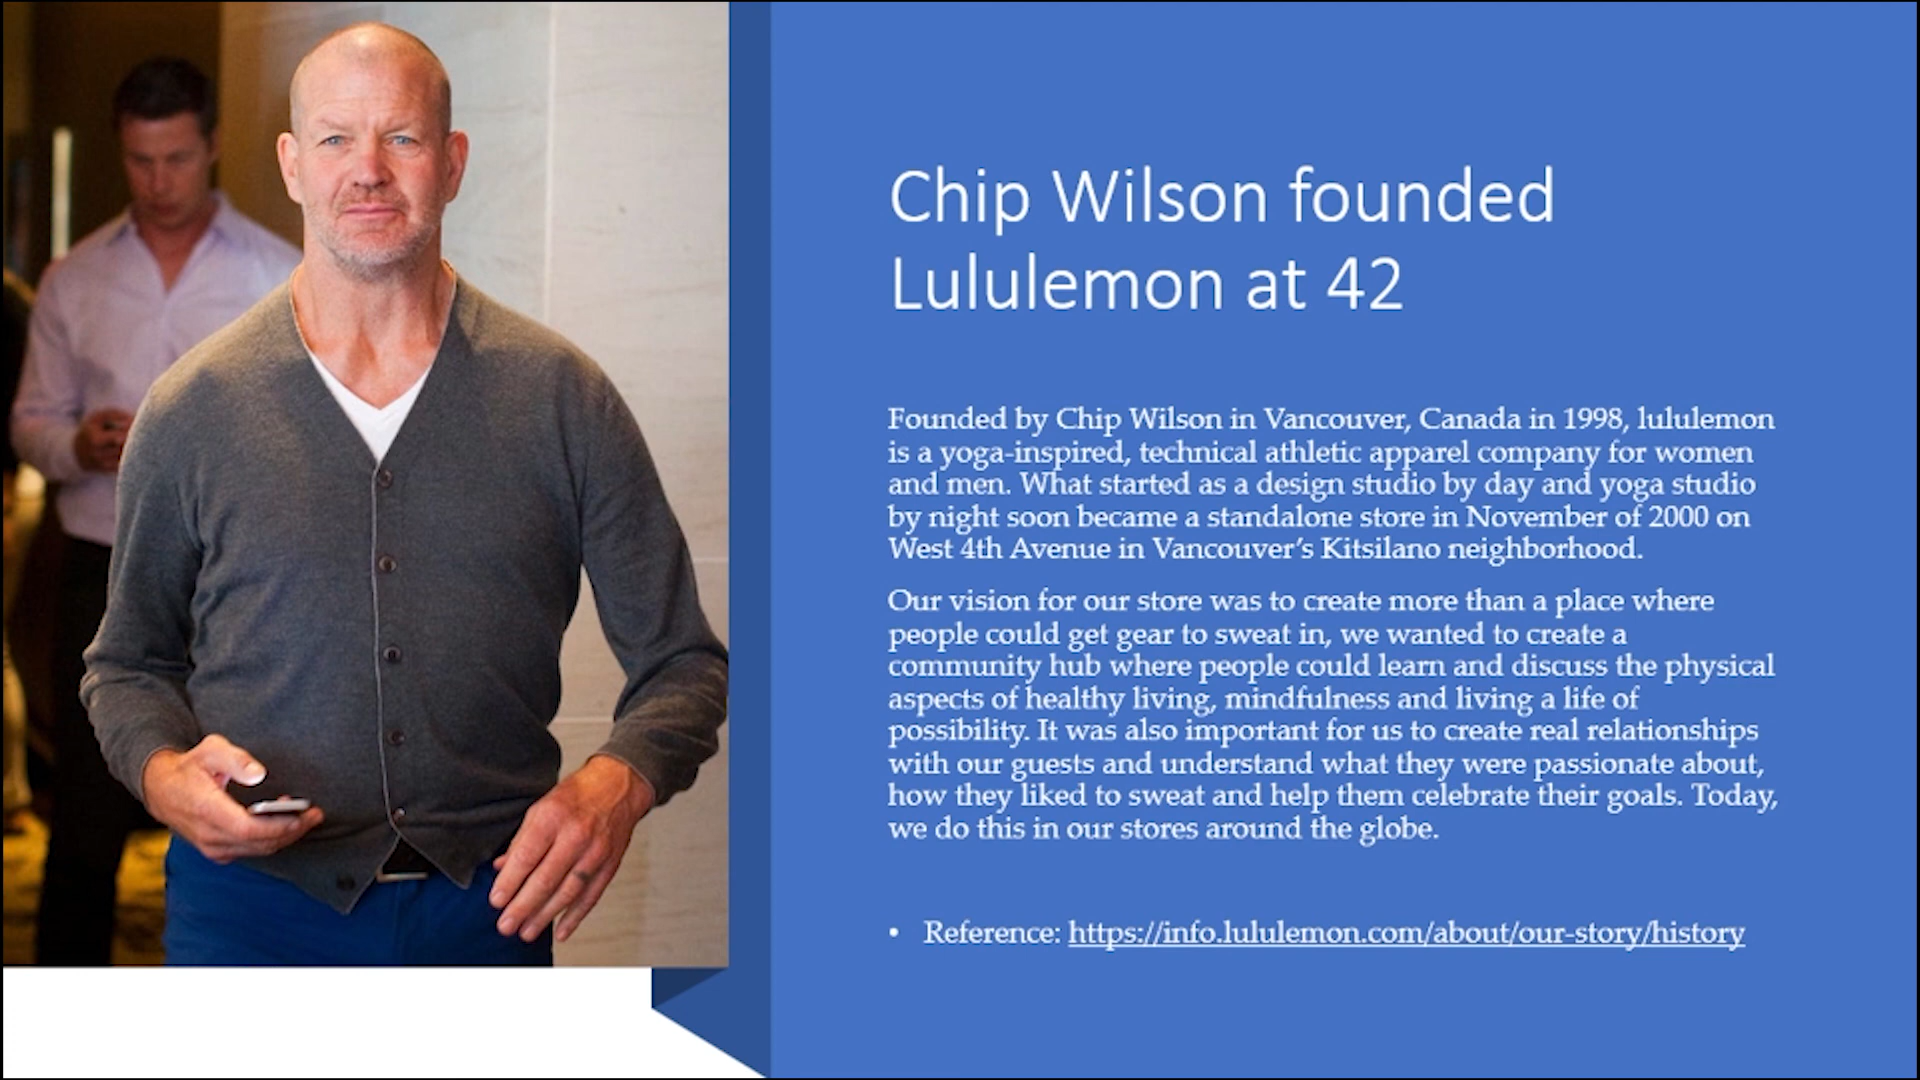 Chip Wilson founded
Lululemon at 42
Founded by Chip Wilson in Vancouver, Canada in 1998, lululemon
is a yoga-inspired, technical athletic apparel company for women
and men. What started as a design studio by day and yoga studio
by night soon became a standalone store in November of 2000 on
West 4th Avenue in Vancouver’s Kitsilano neighborhood.
Our vision for our store was to create more than a place where
people could get gear to sweat in, we wanted to create a
community hub where people could learn and discuss the physical
aspects of healthy living, mindfulness and living a life of
possibility. It was also important for us to create real relationships
with our guests and understand what they were passionate about,
how they liked to sweat and help them celebrate their goals. Today,
we do this in our stores around the globe.
• Reference: https://info.lululemon.com/about/our-story/history